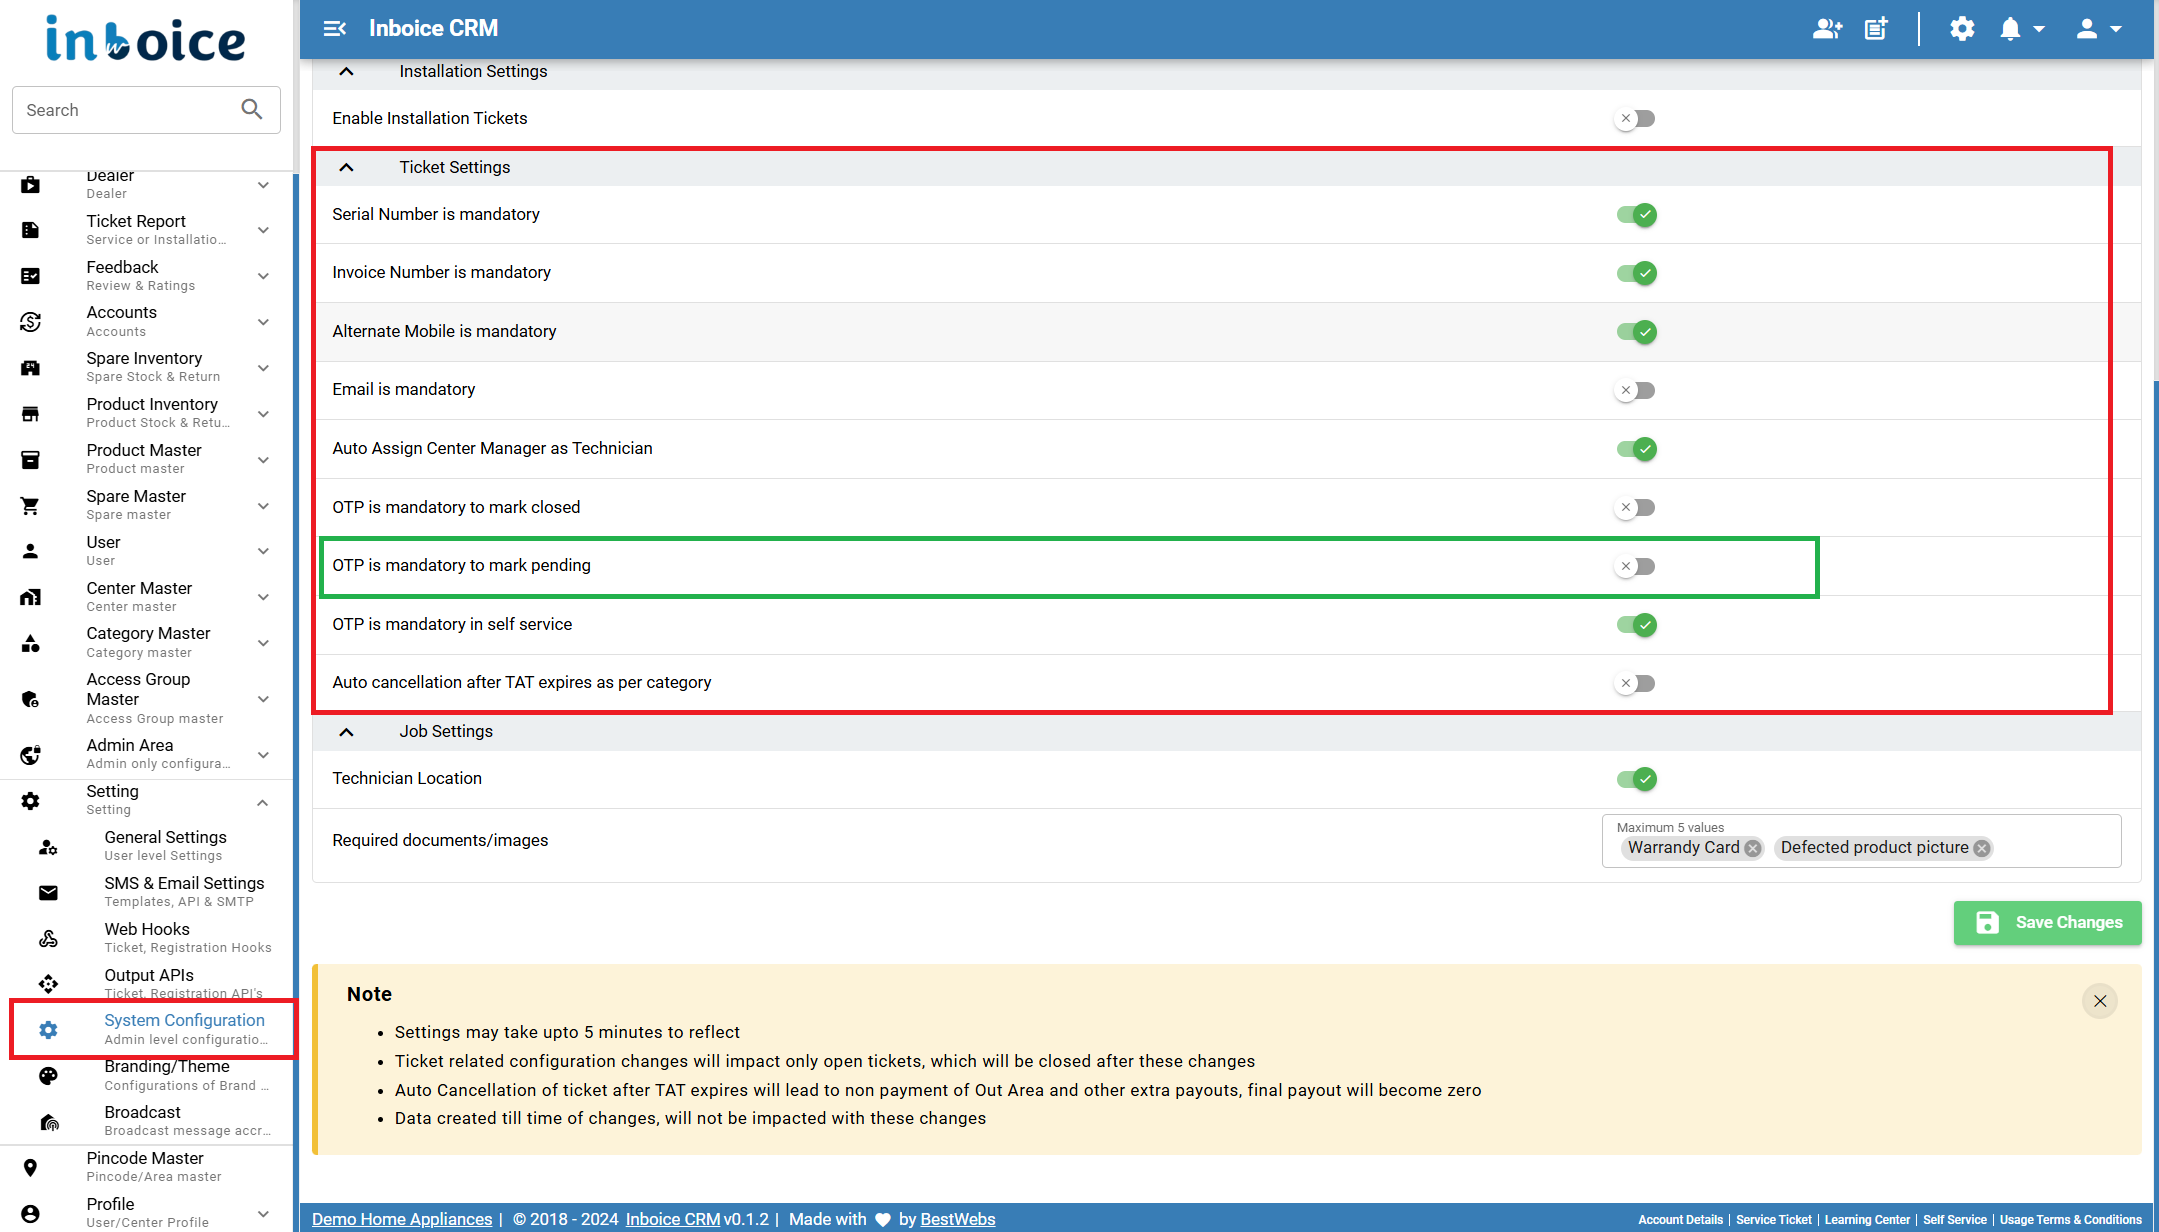 inboice
Inboice CRM
Search
Dealer
Dealer
Ticket Report
Service or Installatio...
Feedback
Review & Ratings
Accounts
Accounts
Spare Inventory
Spare Stock & Return
Product Inventory
Product Stock & Retu...
Product Master
Product master
Spare Master
Spare master
User
User
Center Master
Center master
Category Master
Category master
Access Group
Master
Access Group master
Admin Area
Admin only configura...
Setting
Setting
General Settings
User level Settings
SMS & Email Settings
Templates, API & SMTP
Web Hooks
Ticket, Registration Hooks
Output APIs
Ticket, Registration API's
System Configuration
Admin level configuratio...
Branding/Theme
Configurations of Brand ...
Broadcast
Broadcast message accr...
Pincode Master
Pincode/Area master
Profile
User/Center Profile
Installation Settings
Enable Installation Tickets
Ticket Settings
Serial Number is mandatory
Invoice Number is mandatory
Alternate Mobile is mandatory
Email is mandatory
Auto Assign Center Manager as Technician
OTP is mandatory to mark closed
OTP is mandatory to mark pending
OTP is mandatory in self service
Auto cancellation after TAT expires as per category
Job Settings
Technician Location
Required documents/images
Maximum 5 values
Warrandy Card Defected product picture
Save Changes
Note
• Settings may take upto 5 minutes to reflect
• Ticket related configuration changes will impact only open tickets, which will be closed after these changes
• Auto Cancellation of ticket after TAT expires will lead to non payment of Out Area and other extra payouts, final payout will become zero
• Data created till time of changes, will not be impacted with these changes
Demo Home Appliances | © 2018 - 2024 Inboice CRM v0.1.2 | Made with ♥ by BestWebs
Account Details | Service Ticket | Learning Center | Self Service | Usage Terms & Conditions